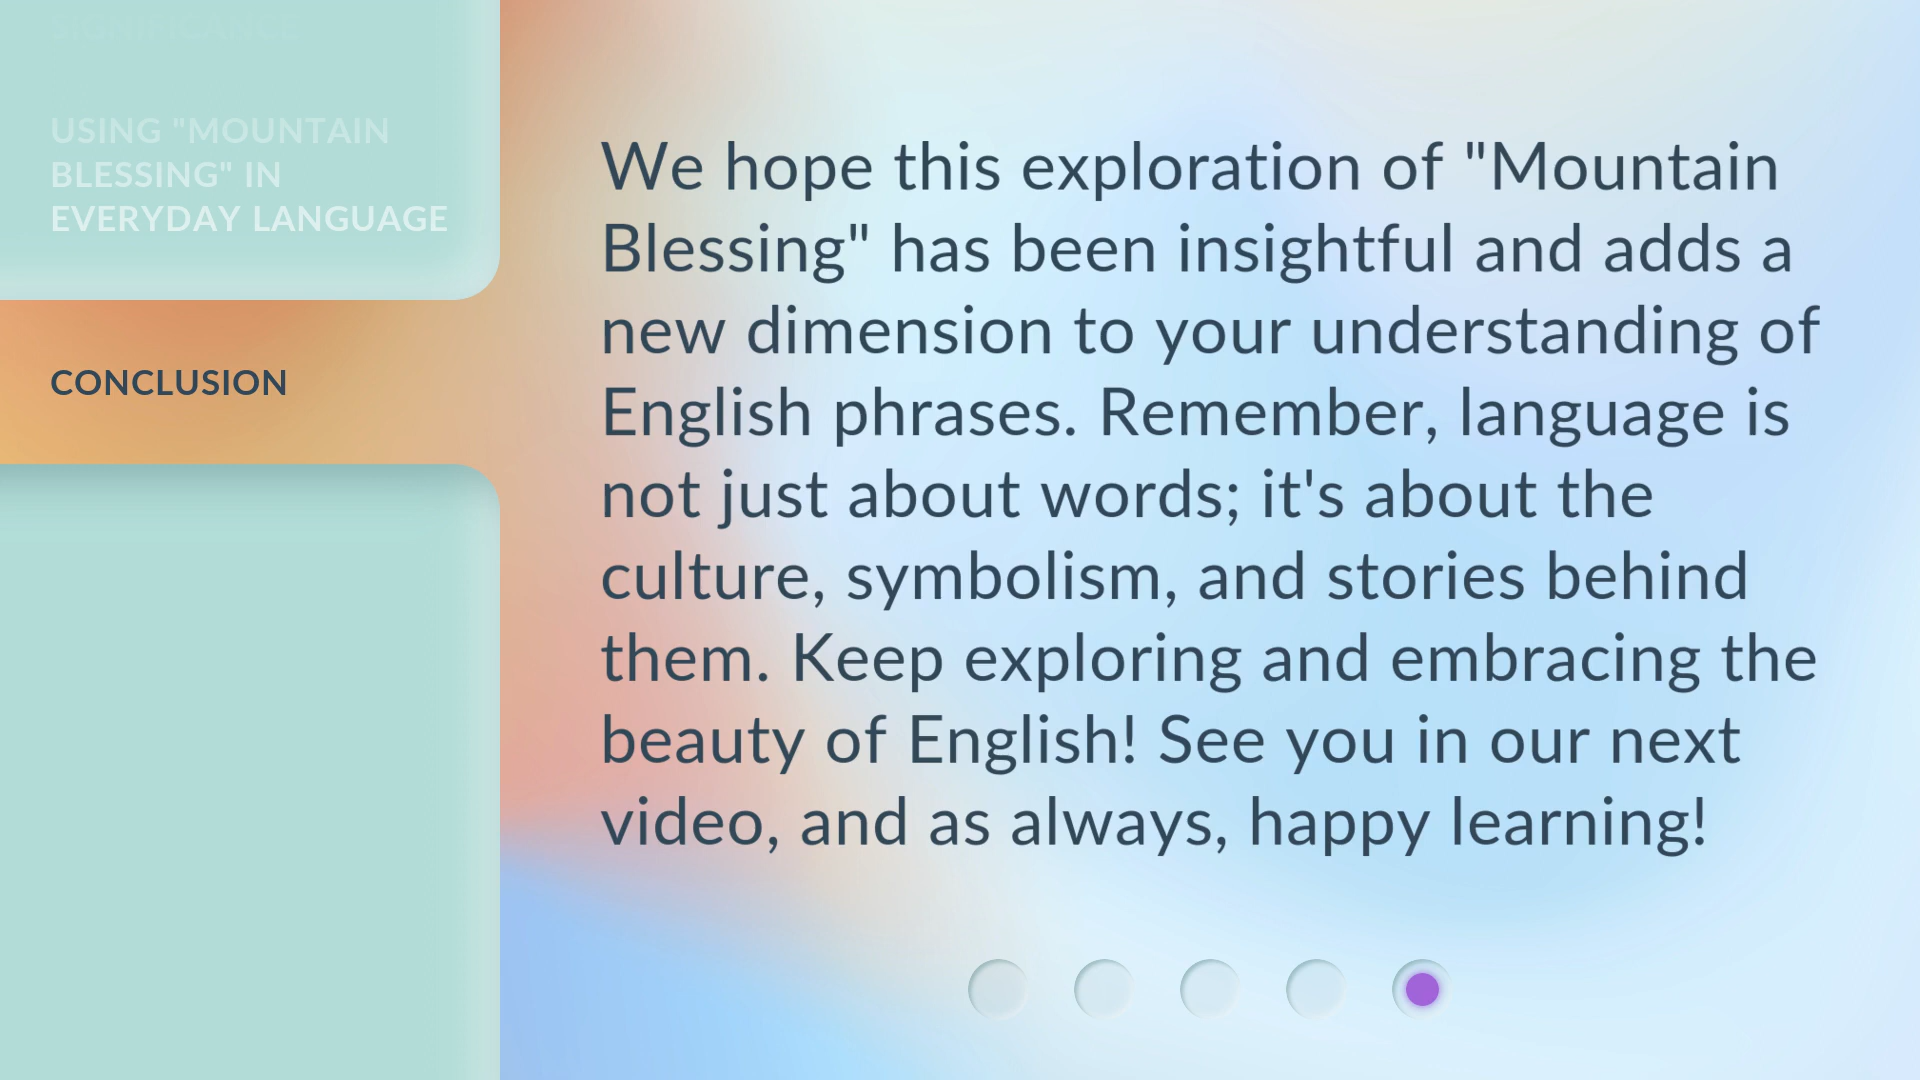 SIGNIFICANCE
USING "MOUNTAIN
BLESSING" IN
EVERYDAY LANGUAGE
CONCLUSION
We hope this exploration of "Mountain
Blessing" has been insightful and adds a
new dimension to your understanding of
English phrases. Remember, language is
not just about words; it's about the
culture, symbolism, and stories behind
them. Keep exploring and embracing the
beauty of English! See you in our next
video, and as always, happy learning!